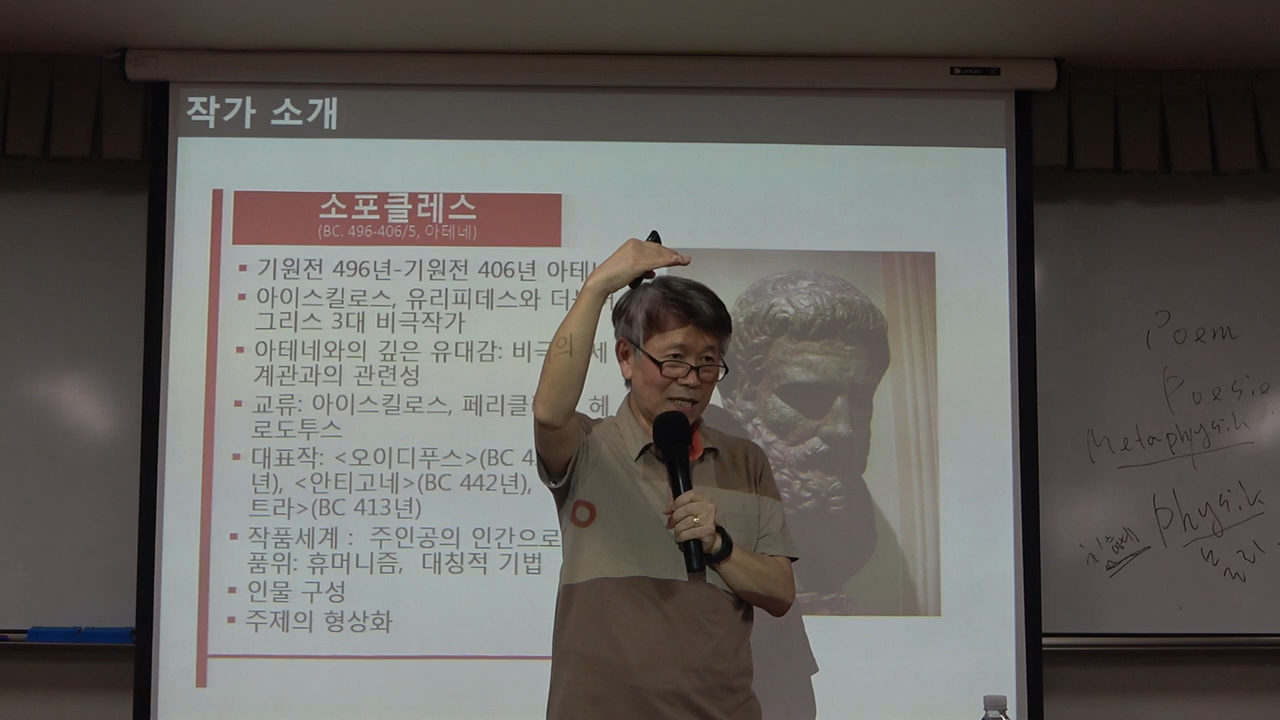 작가 소개
소포클레스
(BC. 496-406/5, 아테네)
▪ 기원전 496년-기원전 406년
▪ 아이스킬로스, 유리피데스와
그리스 3대 비극작가
▪ 아테네와의 깊은 유대감: 비극의 세
계관과의 관련성
▪ 교류: 아이스킬로스, 헤
로도투스
▪ 대표작: <오이디푸스>(BC
년), <안티고네>(BC 442년),
트라>(BC 413년)
▪ 작품세계 : 주인공의 인간으로
품위: 휴머니즘, 대칭적 기법
▪ 인물 구성
▪ 주제의 형상화
Poem
Poesie
Metaphysik
physik
논리